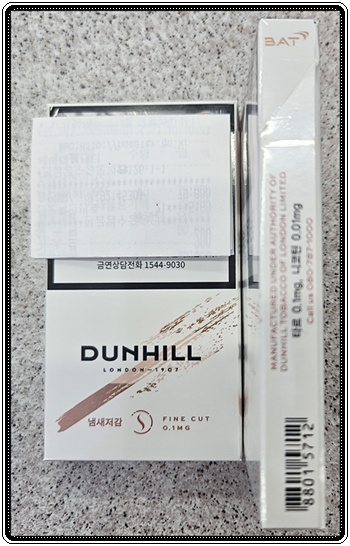 금연상담전화 1544-9030
DUNHILL
LONDON—1907
냄새저감
FINE CUT
0.1MG
BAT
MANUFACTURED UNDER AUTHORITY OF
DUNHILL TOBACCO OF LONDON LIMITED
타르 0.1mg, 니코틴 0.01mg
Call us 080-787-1000
8801 5712